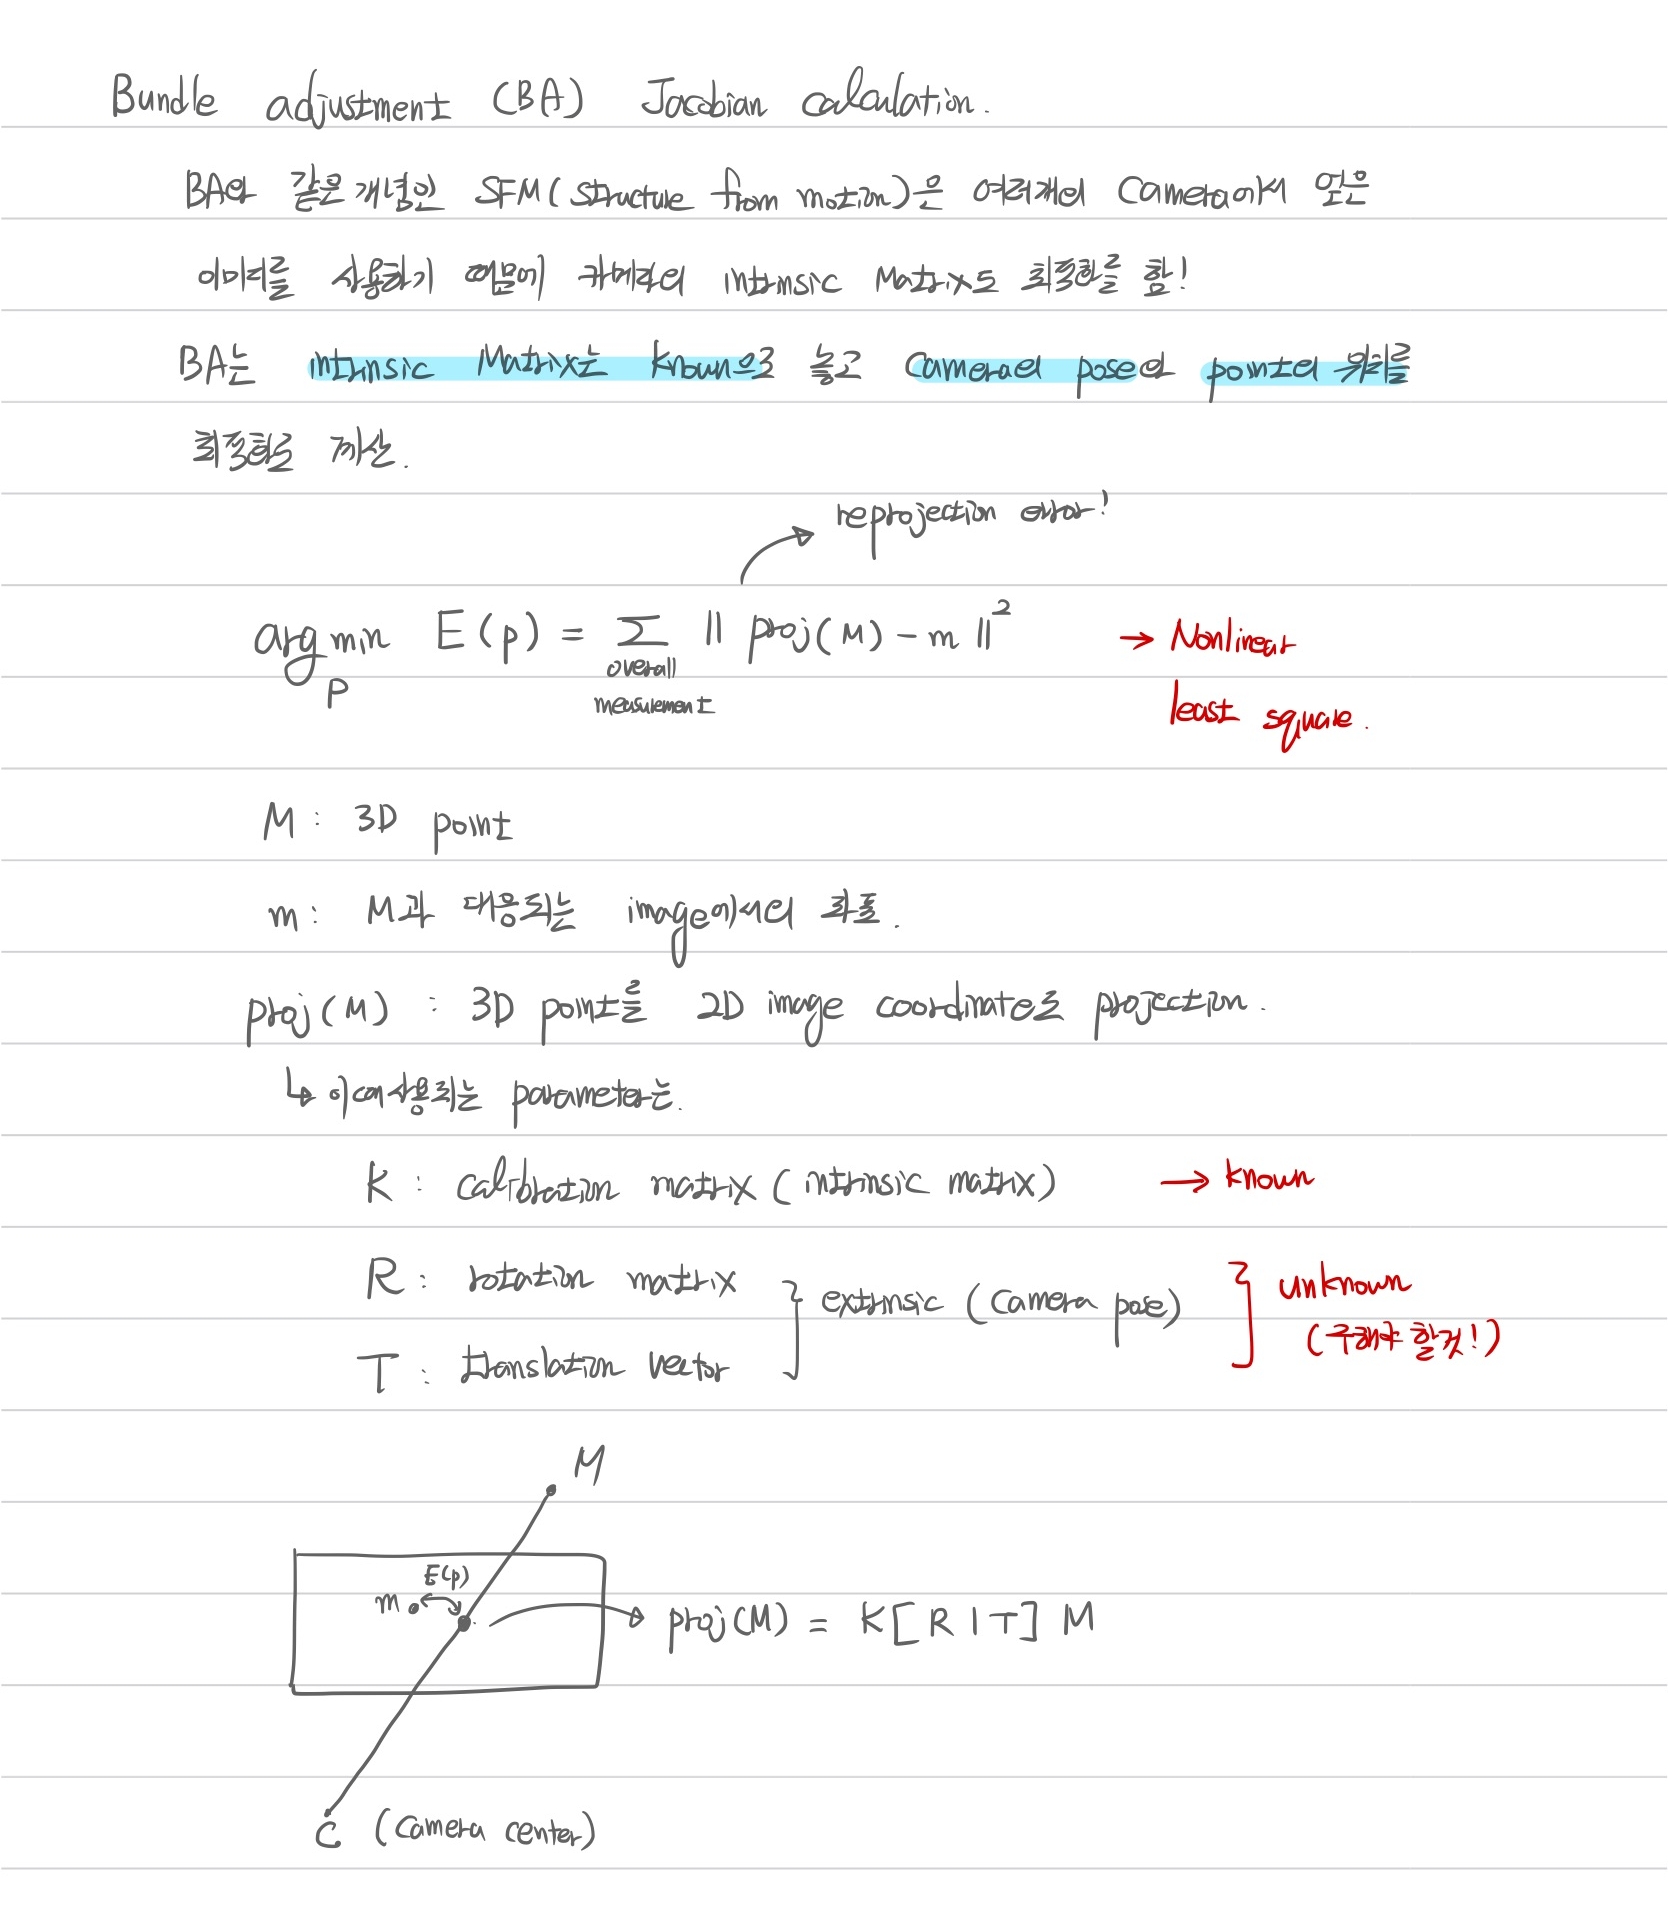 Bundle adjustment (BA) Jacobian calculation.
BA와 같은 개념인 SFM(structure from motion)은 여러개의 Camera에서 얻은
이미지를 사용하기 때문에 카메라의 intrinsic Matrix도 최적화를 함!
BA는 intrinsic Matrix는 known으로 놓고 Camera의 pose와 point의 위치를
최적화를 계산.
reprojection error!
arg min E(p) = Σ || proj(M) - m ||²
p
overall
measurement
→ Nonlinear
least square.
M : 3D point
m : M과 대응되는 image에서의 좌표.
proj(M) : 3D point를 2D image coordinate로 projection.
↳ 이때 사용되는 parameter는.
K : calibration matrix (intrinsic matrix) → known
R : rotation matrix
T : translation vector
extrinsic (camera pose)
unknown
(구해야 할것!)
M
E(p)
m
proj(M) = K[R|T] M
C (camera center)